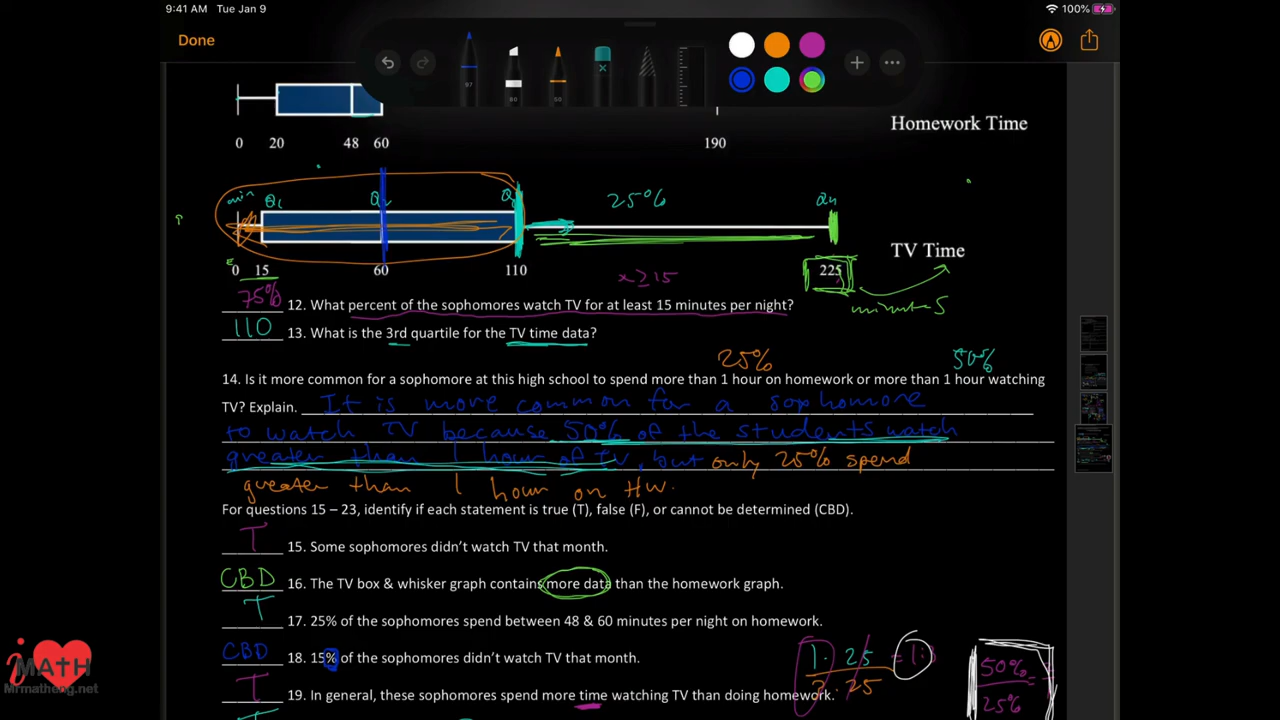 9:41 AM Tue Jan 9
100%
Done
97
80
50
Homework Time
0 20 48 60 190
min Q1 Q3 25%
TV Time
0 15 60 110 225
x ≥ 15
minutes
75% 12. What percent of the sophomores watch TV for at least 15 minutes per night?
110 13. What is the 3rd quartile for the TV time data?
25% 50%
14. Is it more common for a sophomore at this high school to spend more than 1 hour on homework or more than 1 hour watching
TV? Explain. It is more common for a sophomore
to watch TV because 50% of the students watch
greater than 1 hour of TV, but only 25% spend
greater than 1 hour on HW.
For questions 15 – 23, identify if each statement is true (T), false (F), or cannot be determined (CBD).
T 15. Some sophomores didn't watch TV that month.
CBD 16. The TV box & whisker graph contains more data than the homework graph.
T 17. 25% of the sophomores spend between 48 & 60 minutes per night on homework.
CBD 18. 15% of the sophomores didn't watch TV that month.
T 19. In general, these sophomores spend more time watching TV than doing homework.
1 · 25
25
50%
25%
iMATH
Mrmatheng.net